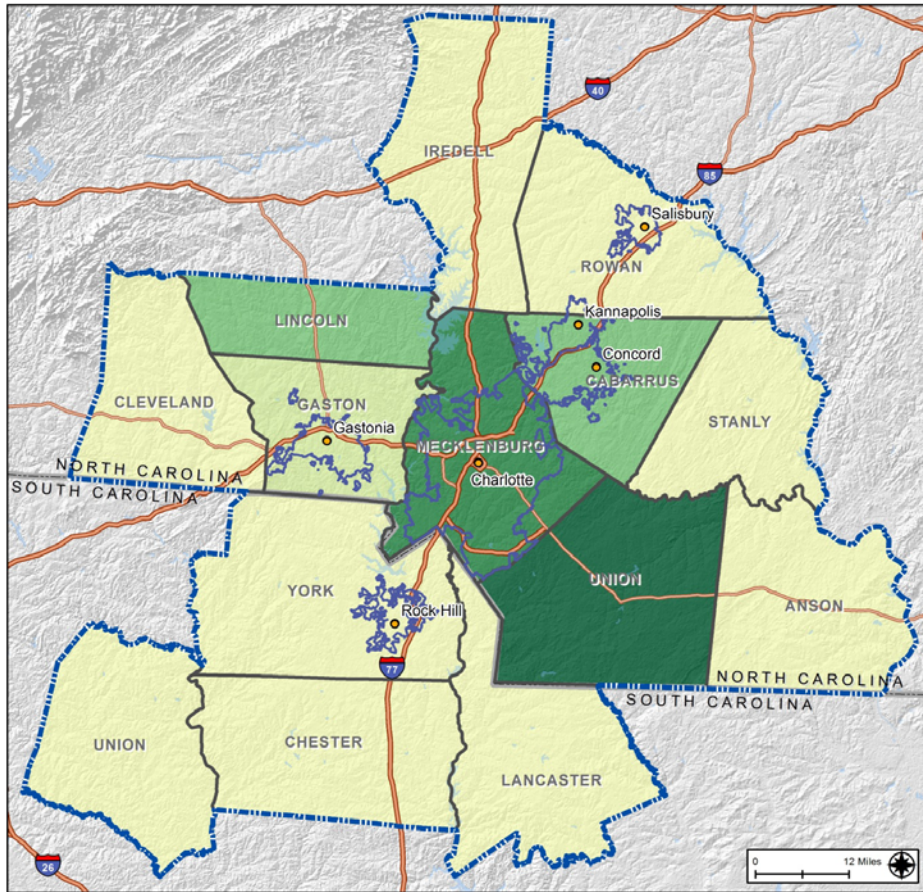 40
IREDELL
85
Salisbury
ROWAN
Kannapolis
LINCOLN
Concord
CABARRUS
CLEVELAND
GASTON
STANLY
Gastonia
MECKLENBURG
NORTH CAROLINA
Charlotte
SOUTH CAROLINA
UNION
YORK
ANSON
Rock Hill
77
NORTH CAROLINA
SOUTH CAROLINA
UNION
CHESTER
LANCASTER
0 12 Miles
26